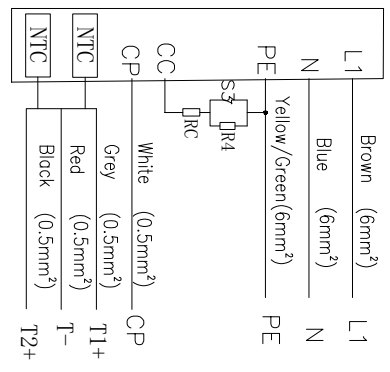 NTC
NTC
CP
CC
PE
N
L1
S3
R4
RC
Black (0.5mm²)
Red (0.5mm²)
Grey (0.5mm²)
White (0.5mm²)
Yellow/Green(6mm²)
Blue (6mm²)
Brown (6mm²)
T2+
T-
T1+
CP
PE
N
L1